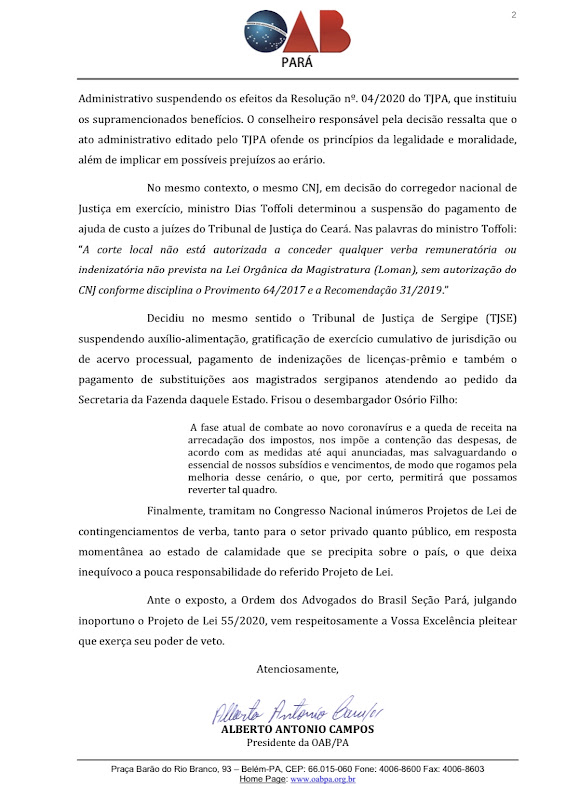 2
OAB
PARÁ
Administrativo suspendendo os efeitos da Resolução nº. 04/2020 do TJPA, que instituiu
os supramencionados benefícios. O conselheiro responsável pela decisão ressalta que o
ato administrativo editado pelo TJPA ofende os princípios da legalidade e moralidade,
além de implicar em possíveis prejuízos ao erário.
No mesmo contexto, o mesmo CNJ, em decisão do corregedor nacional de
Justiça em exercício, ministro Dias Toffoli determinou a suspensão do pagamento de
ajuda de custo a juízes do Tribunal de Justiça do Ceará. Nas palavras do ministro Toffoli:
"A corte local não está autorizada a conceder qualquer verba remuneratória ou
indenizatória não prevista na Lei Orgânica da Magistratura (Loman), sem autorização do
CNJ conforme disciplina o Provimento 64/2017 e a Recomendação 31/2019."
Decidiu no mesmo sentido o Tribunal de Justiça de Sergipe (TJSE)
suspendendo auxílio-alimentação, gratificação de exercício cumulativo de jurisdição ou
de acervo processual, pagamento de indenizações de licenças-prêmio e também o
pagamento de substituições aos magistrados sergipanos atendendo ao pedido da
Secretaria da Fazenda daquele Estado. Frisou o desembargador Osório Filho:
A fase atual de combate ao novo coronavírus e a queda de receita na
arrecadação dos impostos, nos impõe a contenção das despesas, de
acordo com as medidas até aqui anunciadas, mas salvaguardando o
essencial de nossos subsídios e vencimentos, de modo que rogamos pela
melhoria desse cenário, o que, por certo, permitirá que possamos
reverter tal quadro.
Finalmente, tramitam no Congresso Nacional inúmeros Projetos de Lei de
contingenciamentos de verba, tanto para o setor privado quanto público, em resposta
momentânea ao estado de calamidade que se precipita sobre o país, o que deixa
inequívoco a pouca responsabilidade do referido Projeto de Lei.
Ante o exposto, a Ordem dos Advogados do Brasil Seção Pará, julgando
inoportuno o Projeto de Lei 55/2020, vem respeitosamente a Vossa Excelência pleitear
que exerça seu poder de veto.
Atenciosamente,
Alberto Antonio Campos
ALBERTO ANTONIO CAMPOS
Presidente da OAB/PA
Praça Barão do Rio Branco, 93 – Belém-PA, CEP: 66.015-060 Fone: 4006-8600 Fax: 4006-8603
Home Page: www.oabpa.org.br